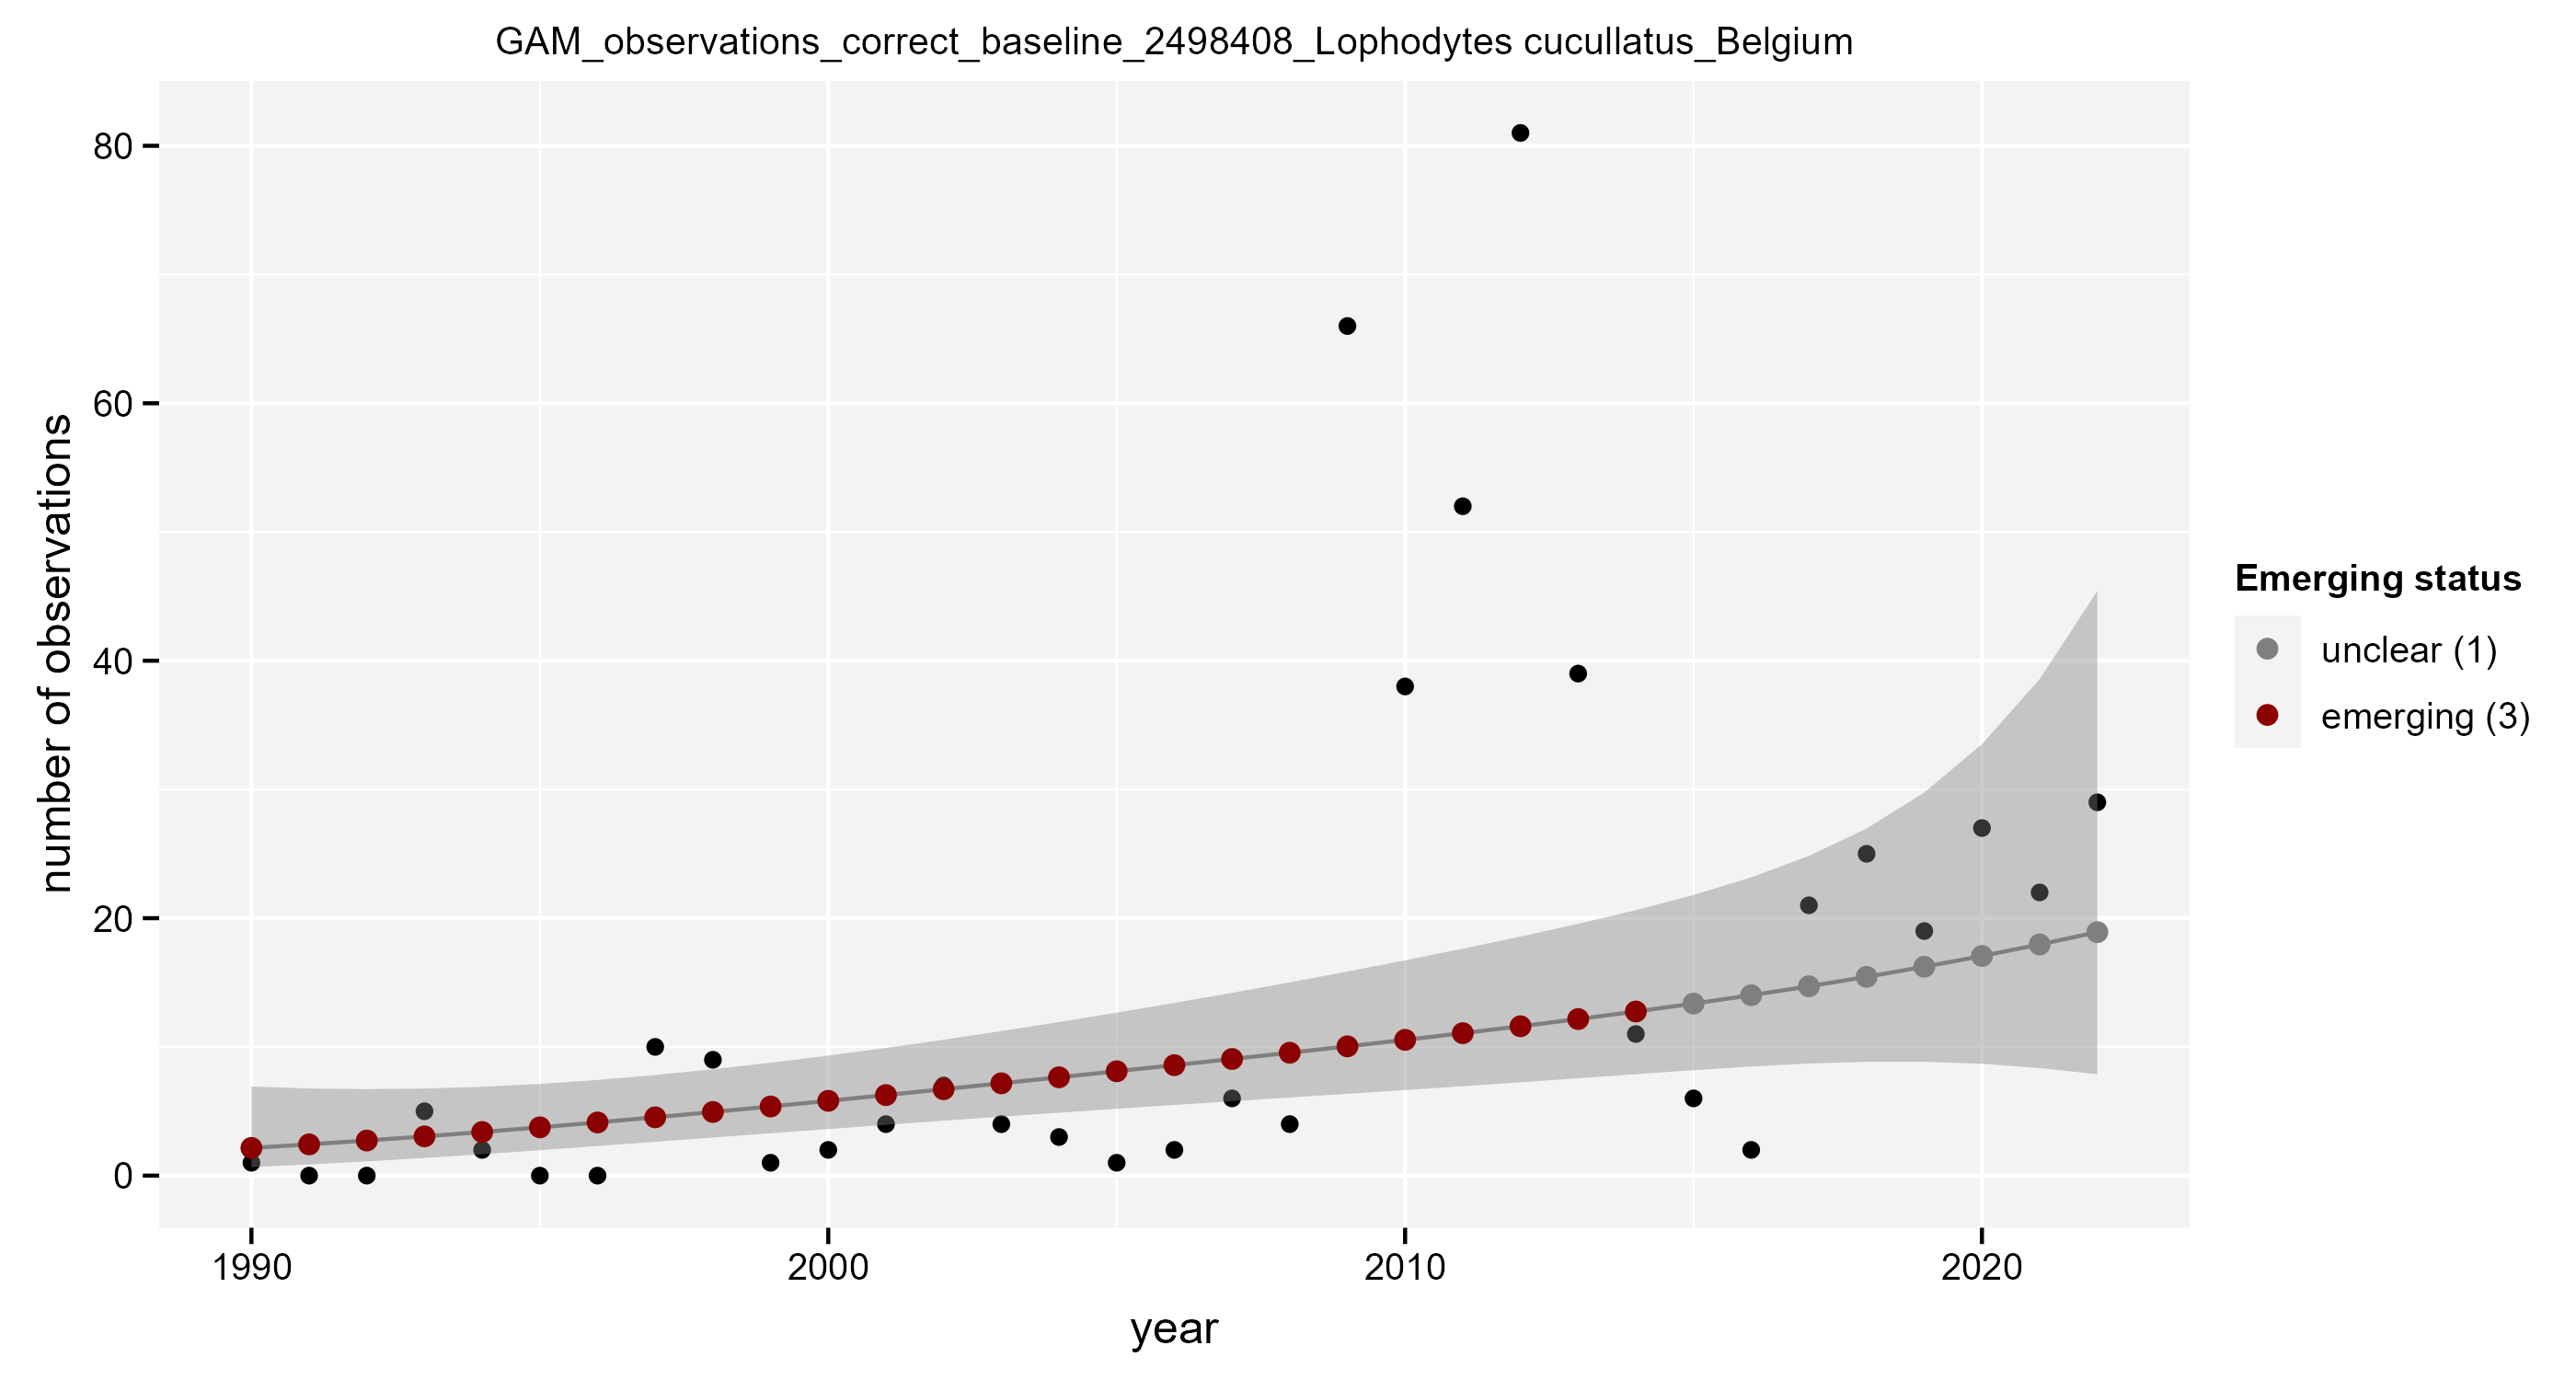 GAM_observations_correct_baseline_2498408_Lophodytes cucullatus_Belgium
number of observations
80
60
40
20
0
1990
2000
2010
2020
year
Emerging status
unclear (1)
emerging (3)